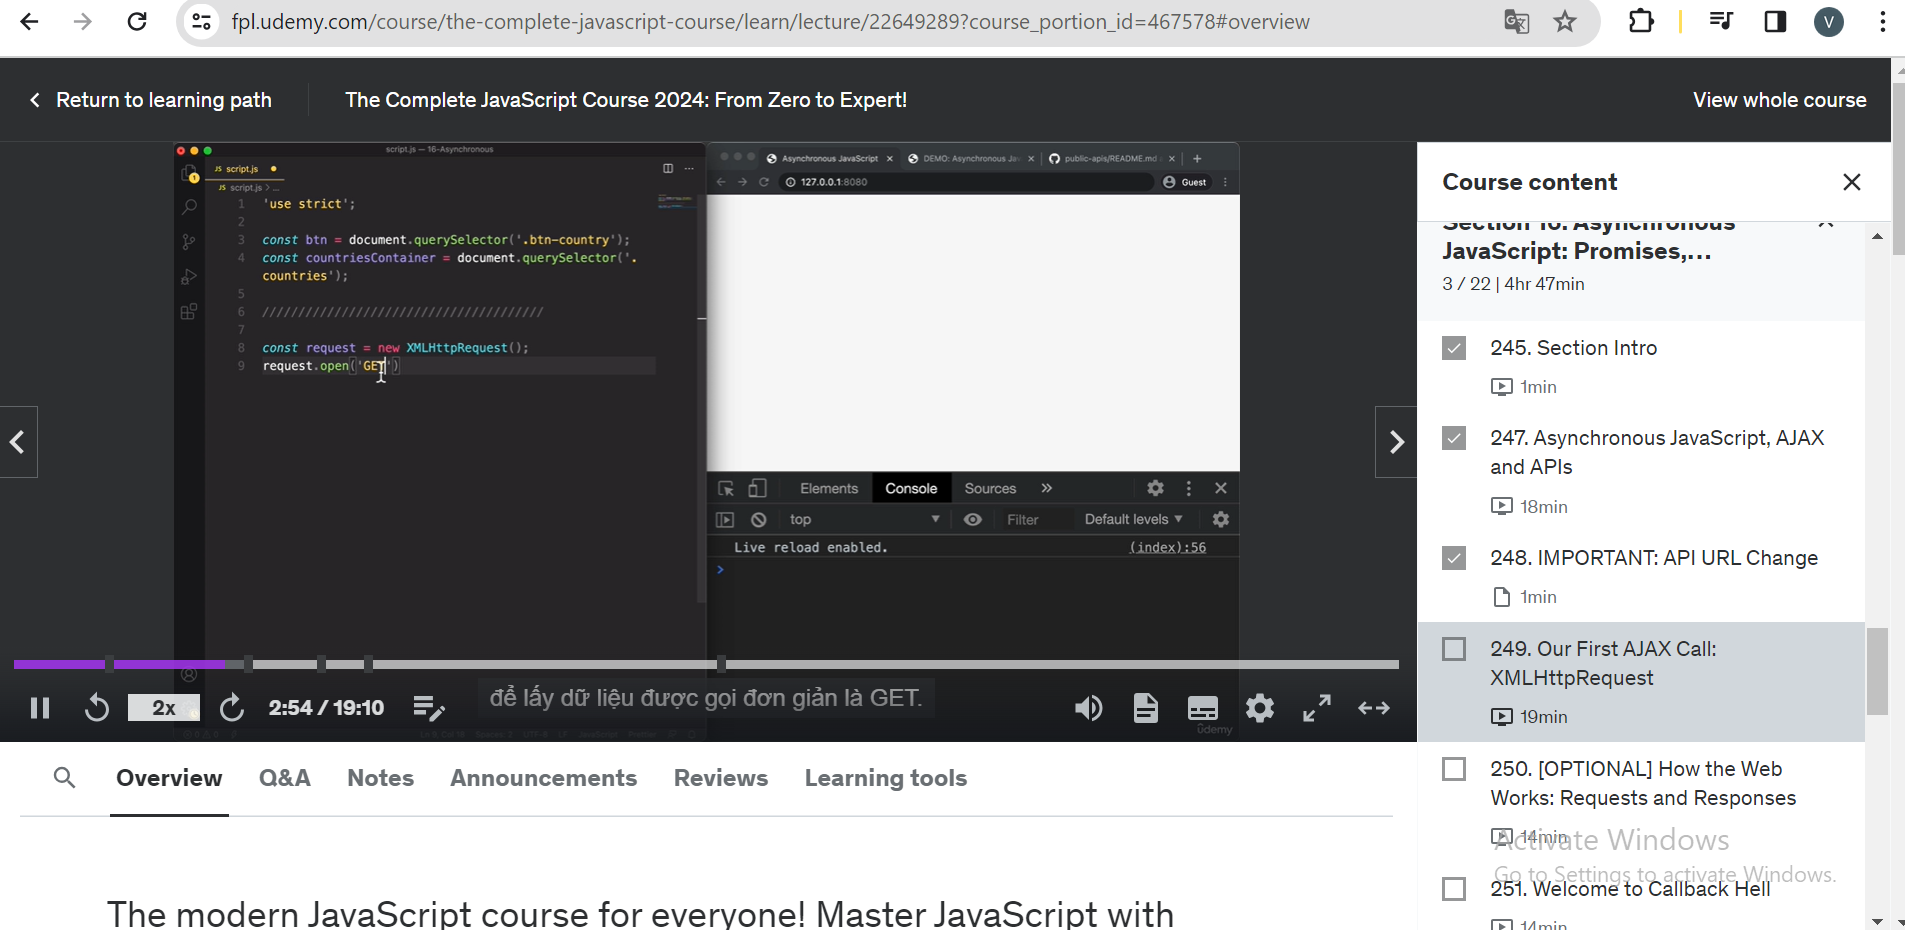 fpl.udemy.com/course/the-complete-javascript-course/learn/lecture/22649289?course_portion_id=467578#overview
V
Return to learning path
The Complete JavaScript Course 2024: From Zero to Expert!
View whole course
script.js — 16-Asynchronous
JS script.js
JS script.js > ...
1 'use strict';
2
3 const btn = document.querySelector('.btn-country');
4 const countriesContainer = document.querySelector('.
countries');
5
6 ///////////////////////////////////////
7
8 const request = new XMLHttpRequest();
9 request.open('GET')
Asynchronous JavaScript
DEMO: Asynchronous Ja
public-apis/README.md
127.0.0.1:8080
Guest
Elements
Console
Sources
top
Filter
Default levels
Live reload enabled.
(index):56
2x
2:54 / 19:10
để lấy dữ liệu được gọi đơn giản là GET.
ûdemy
Course content
Section 16: Asynchronous
JavaScript: Promises,...
3 / 22 | 4hr 47min
245. Section Intro
1min
247. Asynchronous JavaScript, AJAX
and APIs
18min
248. IMPORTANT: API URL Change
1min
249. Our First AJAX Call:
XMLHttpRequest
19min
250. [OPTIONAL] How the Web
Works: Requests and Responses
14min
251. Welcome to Callback Hell
14min
Activate Windows
Go to Settings to activate Windows.
Overview
Q&A
Notes
Announcements
Reviews
Learning tools
The modern JavaScript course for everyone! Master JavaScript with